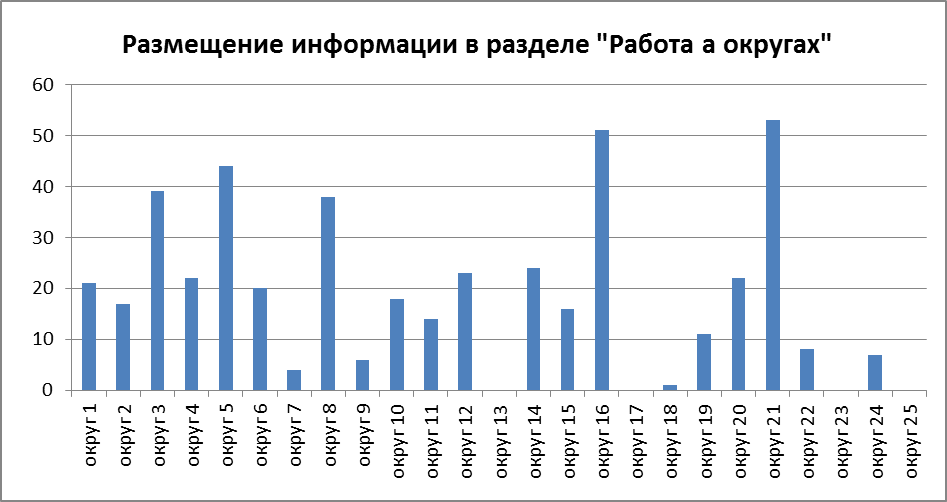 Размещение информации в разделе "Работа а округах"
60
50
40
30
20
10
0
округ 1
округ 2
округ 3
округ 4
округ 5
округ 6
округ 7
округ 8
округ 9
округ 10
округ 11
округ 12
округ 13
округ 14
округ 15
округ 16
округ 17
округ 18
округ 19
округ 20
округ 21
округ 22
округ 23
округ 24
округ 25